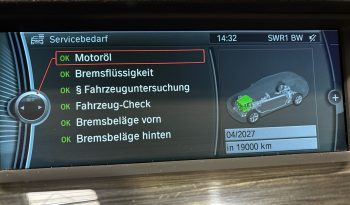 Servicebedarf 14:32 SWR1 BW
OK Motoröl
OK Bremsflüssigkeit
OK § Fahrzeuguntersuchung
OK Fahrzeug-Check
OK Bremsbeläge vorn
OK Bremsbeläge hinten
04/2027
in 19000 km